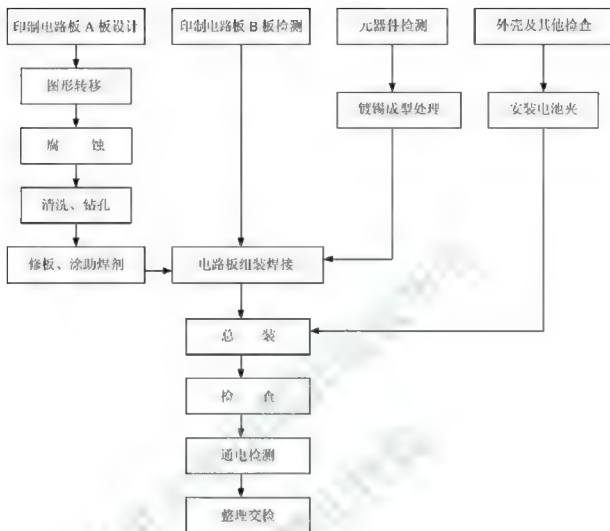 印制电路板 A 板设计
印制电路板 B 板检测
元器件检测
外壳及其他检查
图形转移
镀锡成型处理
安装电池夹
腐 蚀
清洗、钻孔
修板、涂助焊剂
电路板组装焊接
总 装
检 查
通电检测
整理交检